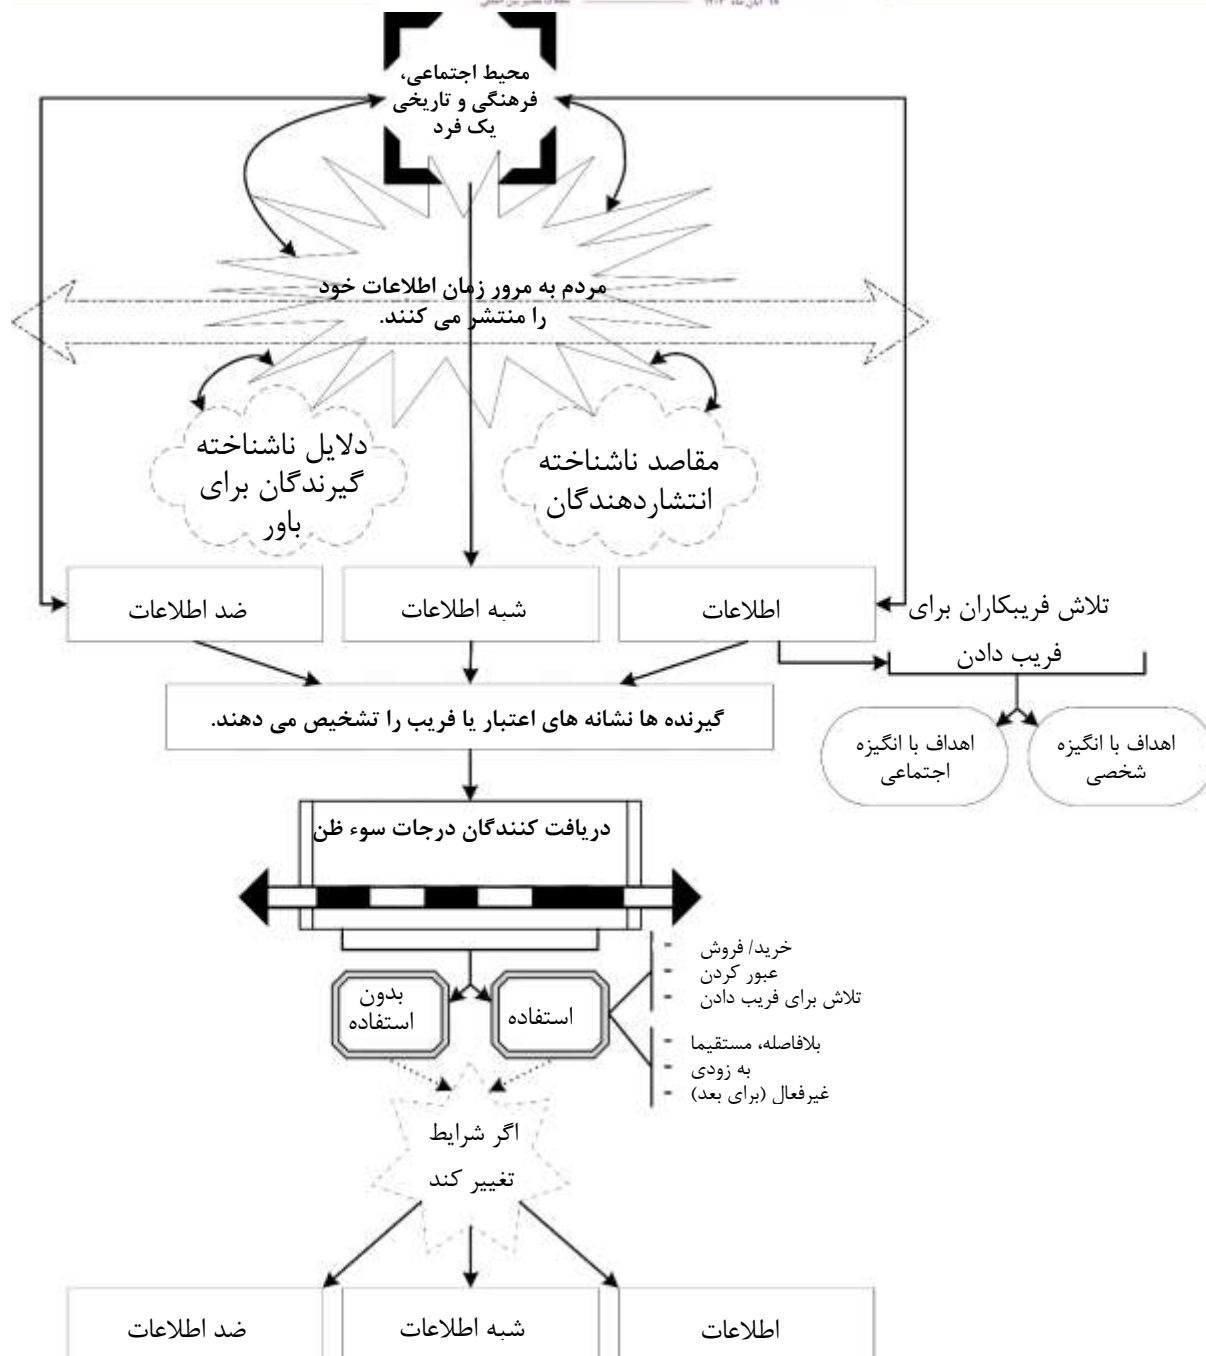 محیط اجتماعی،
فرهنگی و تاریخی
یک فرد
مردم به مرور زمان اطلاعات خود
را منتشر می کنند.
دلایل ناشناخته
گیرندگان برای
باور
مقاصد ناشناخته
انتشاردهندگان
اطلاعات
شبه اطلاعات
ضد اطلاعات
تلاش فریبکاران برای
فریب دادن
گیرنده ها نشانه های اعتبار یا فریب را تشخیص می دهند.
اهداف با انگیزه
شخصی
اهداف با انگیزه
اجتماعی
دریافت کنندگان درجات سوء ظن
استفاده
بدون
استفاده
- خرید/ فروش
- عبور کردن
- تلاش برای فریب دادن
- بلافاصله، مستقیما
- به زودی
- غیرفعال (برای بعد)
اگر شرایط
تغییر کند
اطلاعات
شبه اطلاعات
ضد اطلاعات